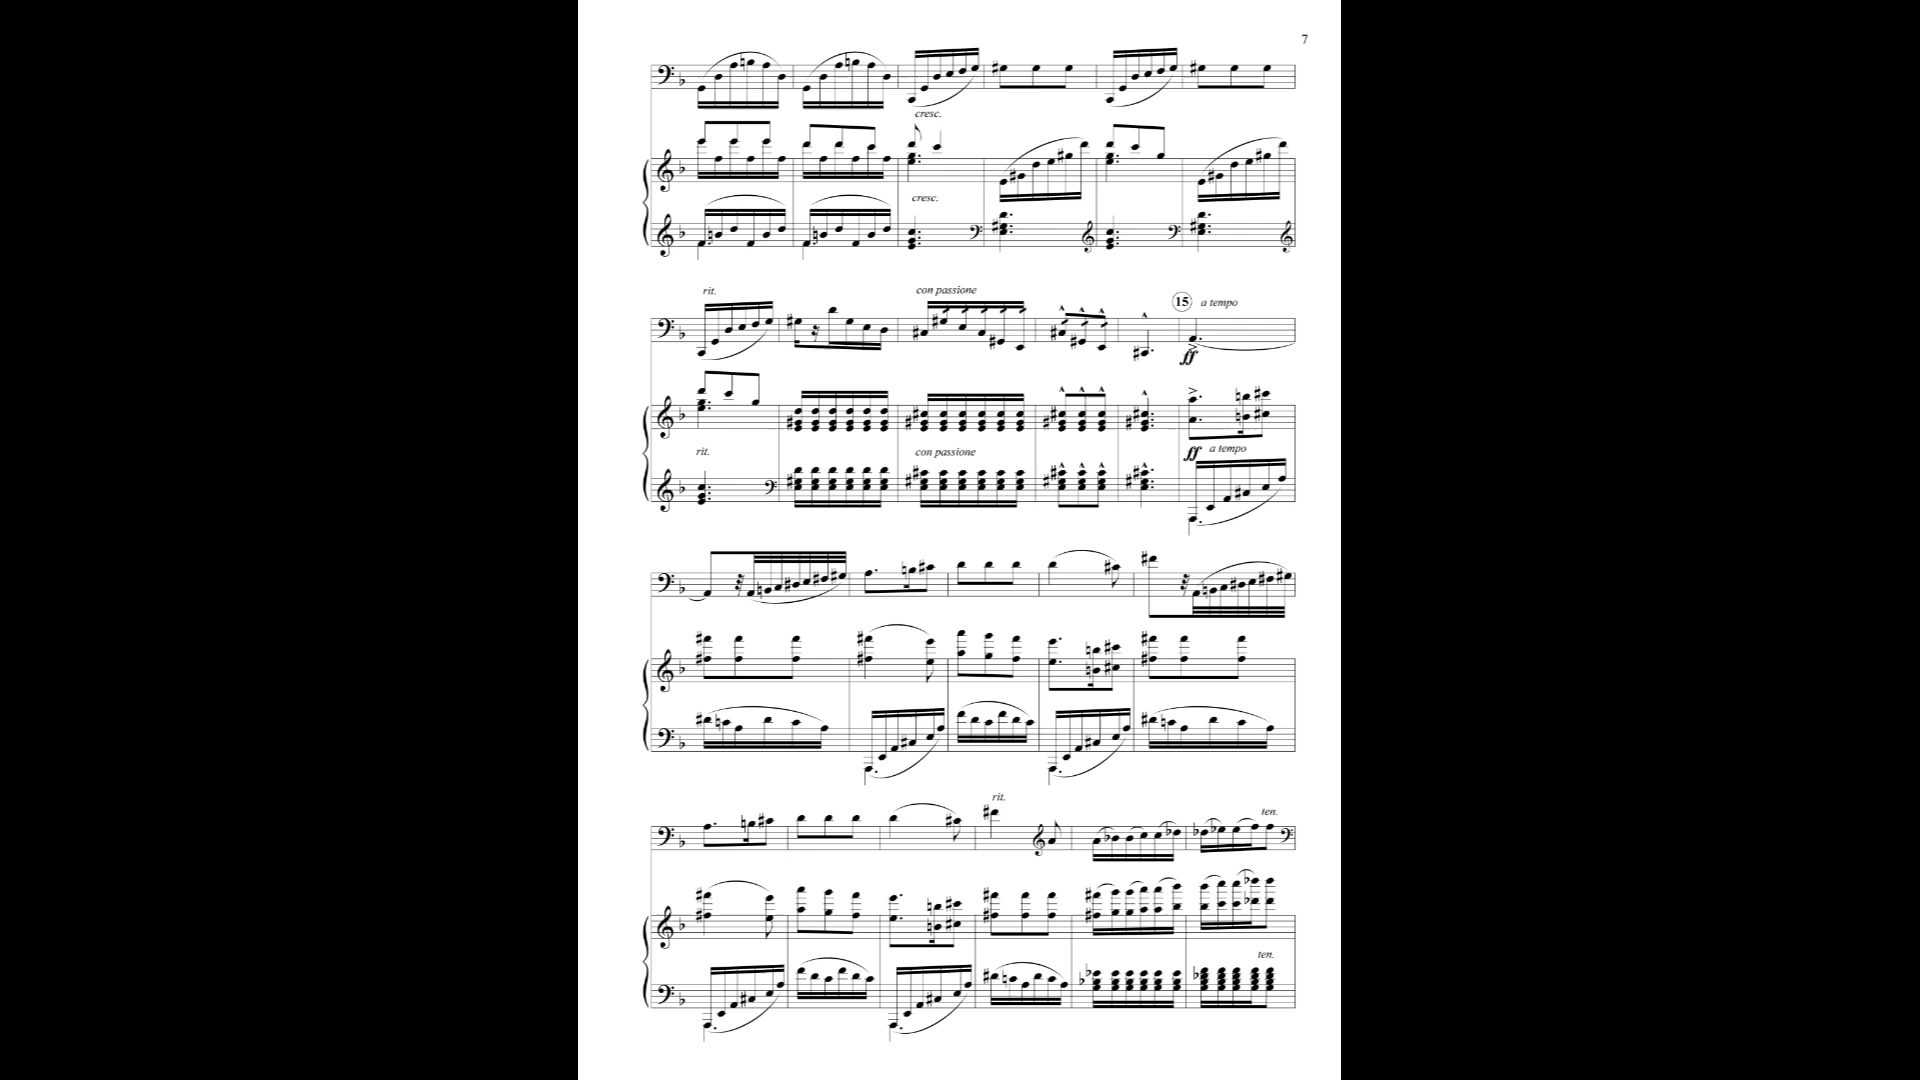 7
cresc.
cresc.
rit.
con passione
15 a tempo
ff
rit.
con passione
ff a tempo
rit.
ten.
ten.